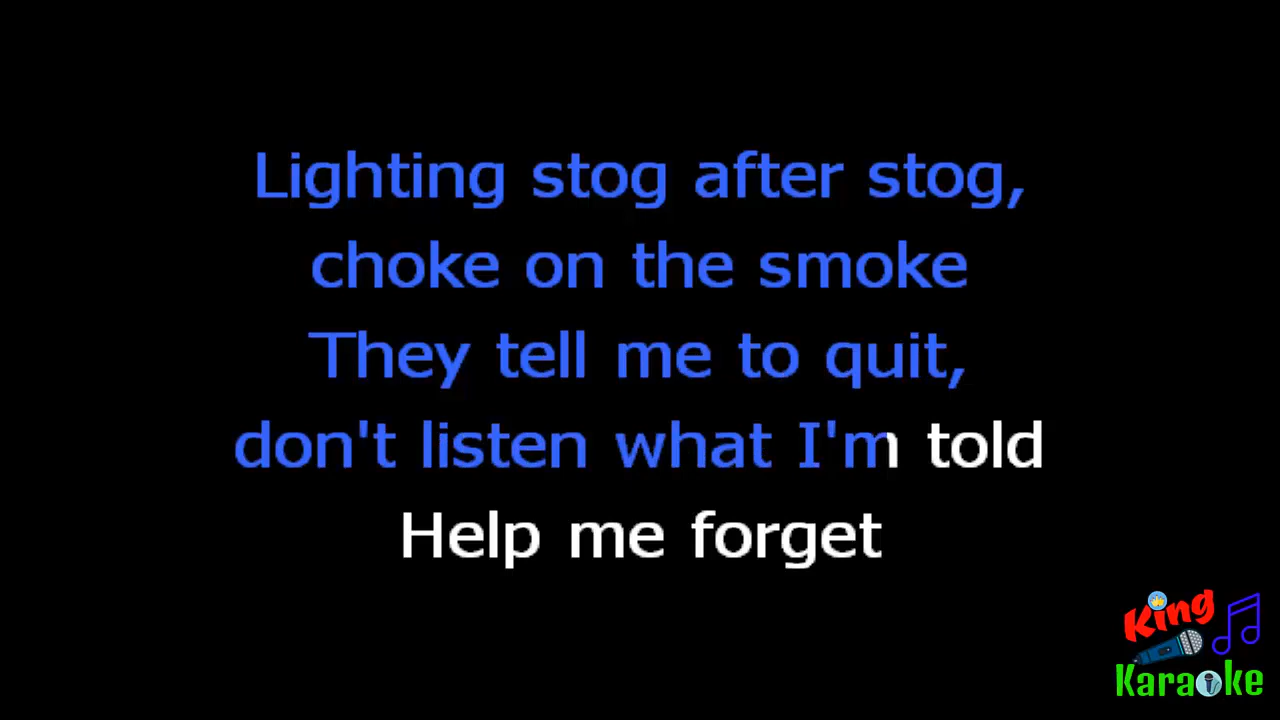 Lighting stog after stog,
choke on the smoke
They tell me to quit,
don't listen what I'm told
Help me forget
King
Karaoke